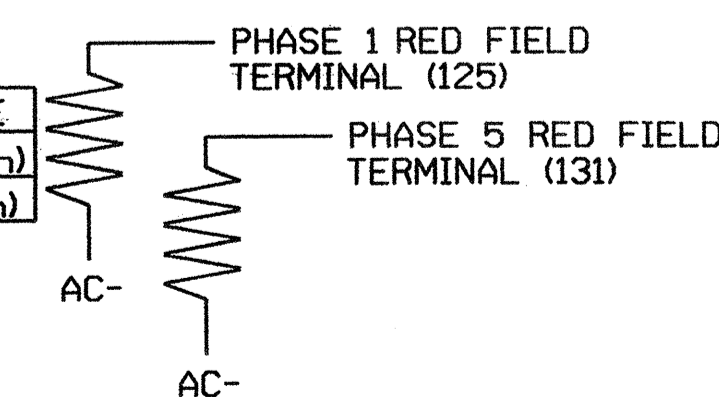 PHASE 1 RED FIELD
TERMINAL (125)
PHASE 5 RED FIELD
TERMINAL (131)
AC-
AC-